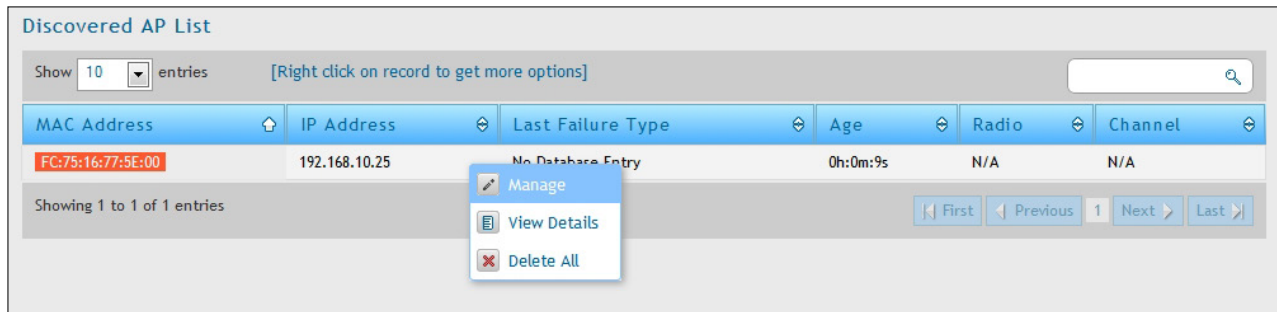 Discovered AP List
Show 10 entries [Right click on record to get more options]
MAC Address IP Address Last Failure Type Age Radio Channel
FC:75:16:77:5E:00 192.168.10.25 No Database Entry 0h:0m:9s N/A N/A
Manage
Showing 1 to 1 of 1 entries First Previous 1 Next Last
View Details
Delete All